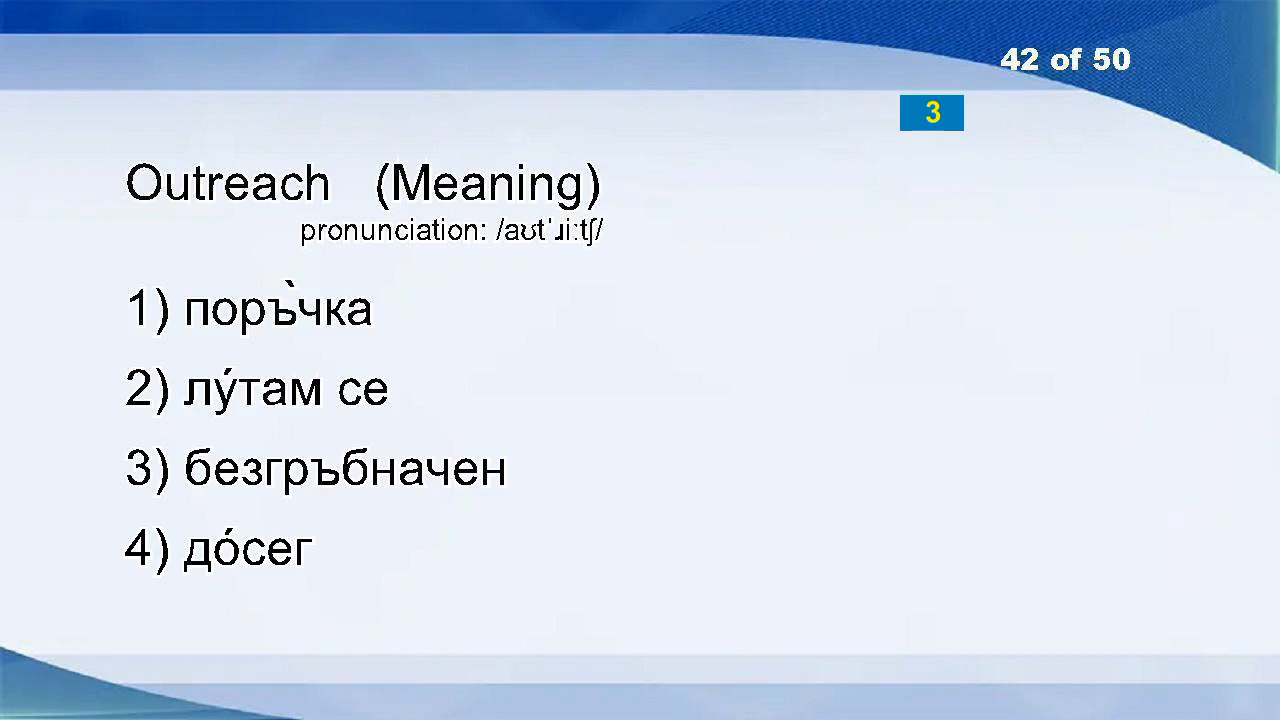 42 of 50
3
Outreach (Meaning)
pronunciation: /aʊtˈɹiːtʃ/
1) поръ̀чка
2) лу́там се
3) безгръбначен
4) до́сег